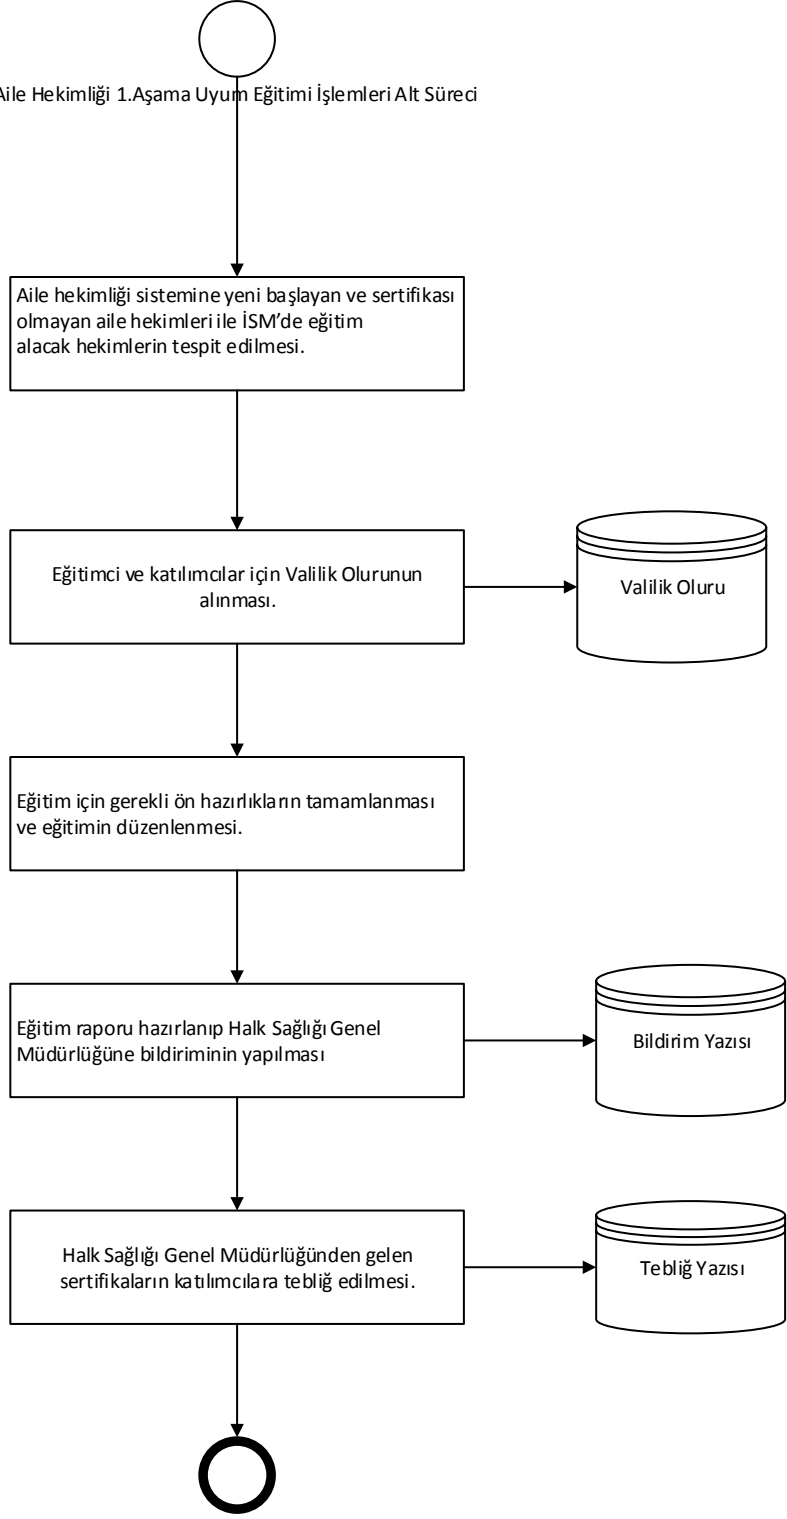 Aile Hekimliği 1.Aşama Uyum Eğitimi İşlemleri Alt Süreci
Aile hekimliği sistemine yeni başlayan ve sertifikası
olmayan aile hekimleri ile İSM’de eğitim
alacak hekimlerin tespit edilmesi.
Eğitimci ve katılımcılar için Valilik Olurunun
alınması.
Valilik Oluru
Eğitim için gerekli ön hazırlıkların tamamlanması
ve eğitimin düzenlenmesi.
Eğitim raporu hazırlanıp Halk Sağlığı Genel
Müdürlüğüne bildiriminin yapılması
Bildirim Yazısı
Halk Sağlığı Genel Müdürlüğünden gelen
sertifikaların katılımcılara tebliğ edilmesi.
Tebliğ Yazısı